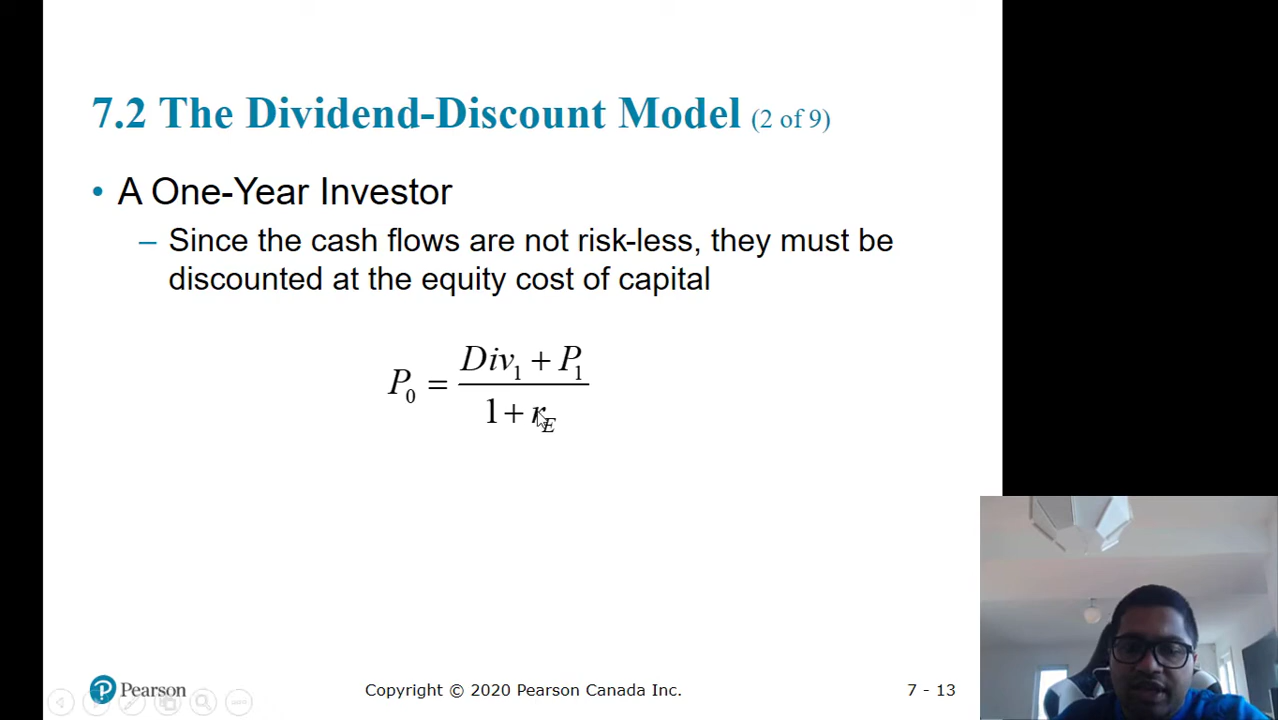 7.2 The Dividend-Discount Model (2 of 9)
• A One-Year Investor
– Since the cash flows are not risk-less, they must be
discounted at the equity cost of capital
P₀ = (Div₁ + P₁) / (1 + r_E)
Pearson
Copyright © 2020 Pearson Canada Inc.
7 - 13